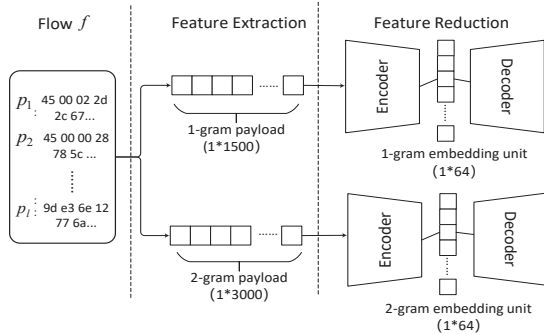 Flow f
Feature Extraction
Feature Reduction
p1: 45 00 02 2d
2c 67...
p2 45 00 00 28
78 5c ...
......
pl: 9d e3 6e 12
77 6a...
......
1-gram payload
(1*1500)
Encoder
......
Decoder
1-gram embedding unit
(1*64)
......
2-gram payload
(1*3000)
Encoder
......
Decoder
2-gram embedding unit
(1*64)